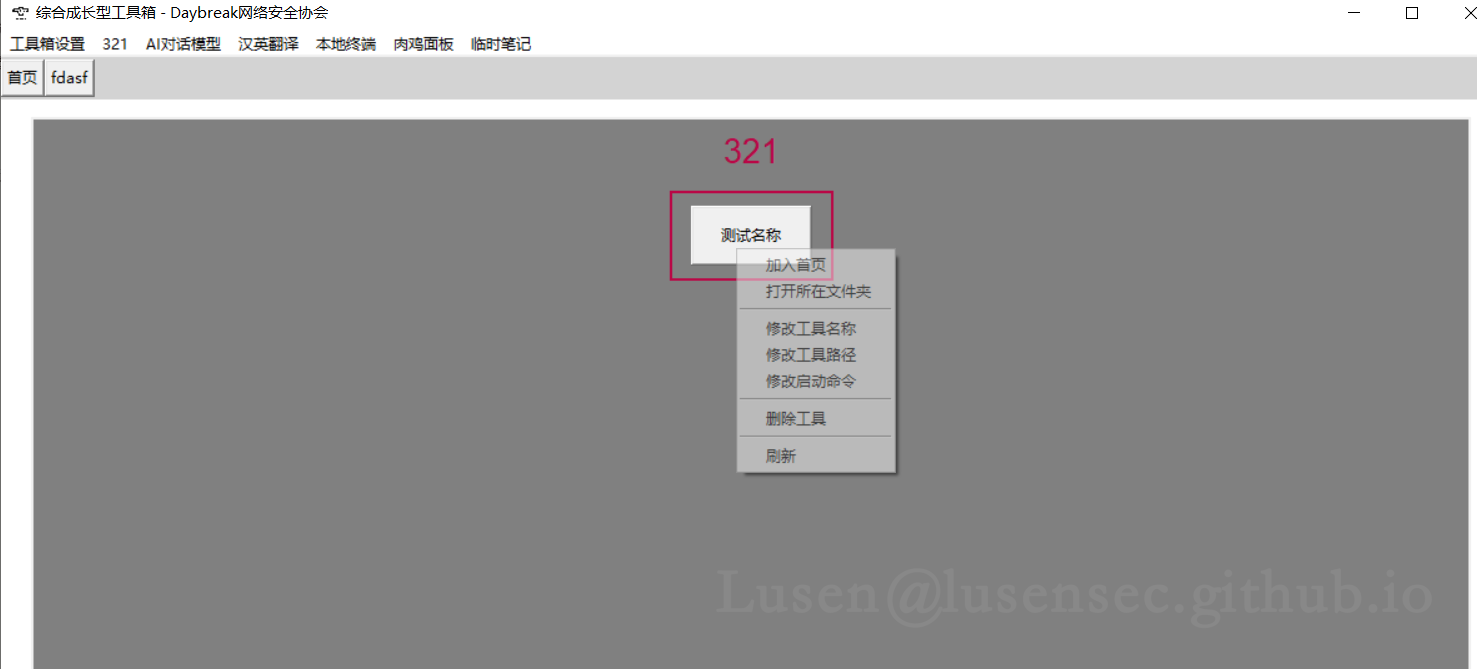 综合成长型工具箱 - Daybreak网络安全协会
工具箱设置 321 AI对话模型 汉英翻译 本地终端 肉鸡面板 临时笔记
首页 fdasf
321
测试名称
加入首页
打开所在文件夹
修改工具名称
修改工具路径
修改启动命令
删除工具
刷新
Lusen@lusensec.github.io